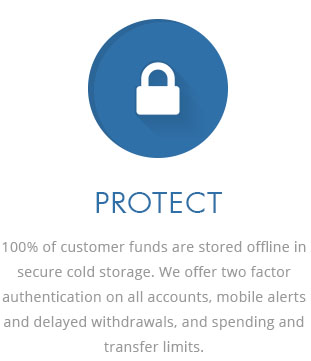 PROTECT
100% of customer funds are stored offline in
secure cold storage. We offer two factor
authentication on all accounts, mobile alerts
and delayed withdrawals, and spending and
transfer limits.